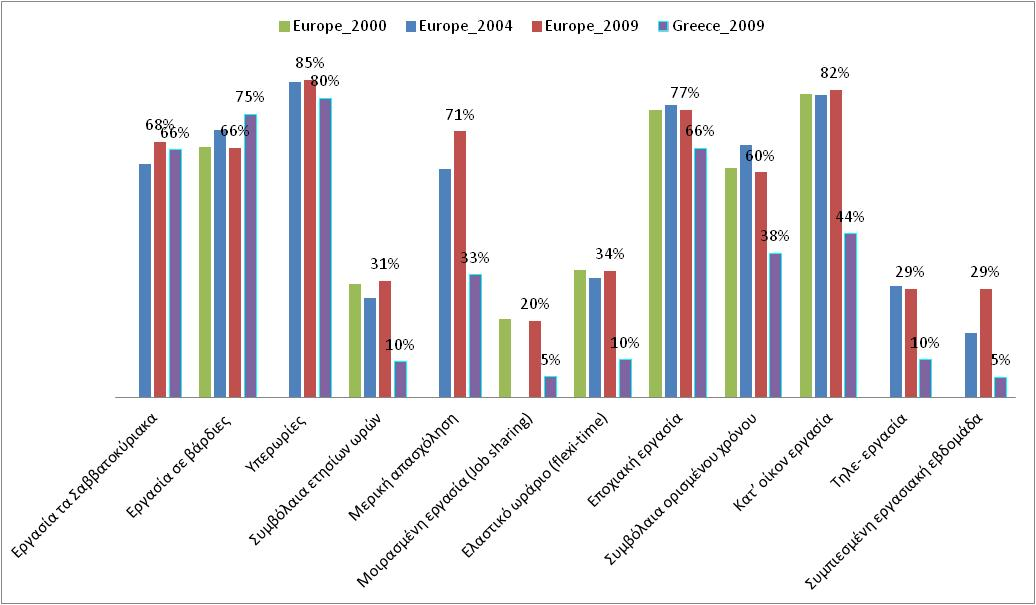 Europe_2000 Europe_2004 Europe_2009 Greece_2009
68%
66%
66%
75%
85%
80%
31%
10%
71%
33%
20%
5%
34%
10%
77%
66%
60%
38%
82%
44%
29%
10%
29%
5%
Εργασία τα Σαββατοκύριακα
Εργασία σε βάρδιες
Υπερωρίες
Συμβόλαια ετησίων ωρών
Μερική απασχόληση
Μοιρασμένη εργασία (Job sharing)
Ελαστικό ωράριο (flexi-time)
Εποχιακή εργασία
Συμβόλαια ορισμένου χρόνου
Κατ’ οίκον εργασία
Τηλε- εργασία
Συμπιεσμένη εργασιακή εβδομάδα